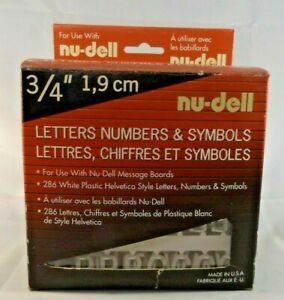 For Use With
nu-dell
À utiliser avec
les babillards
3/4" 1,9 cm
nu-dell
LETTERS NUMBERS & SYMBOLS
LETTRES, CHIFFRES ET SYMBOLES
• For Use With Nu-Dell Message Boards
• 286 White Plastic Helvetica Style Letters, Numbers & Symbols
• À utiliser avec les babillards Nu-Dell
• 286 Lettres, Chiffres et Symboles de Plastique Blanc
de Style Helvetica
MADE IN U.S.A.
FABRIQUÉ AUX É.U.